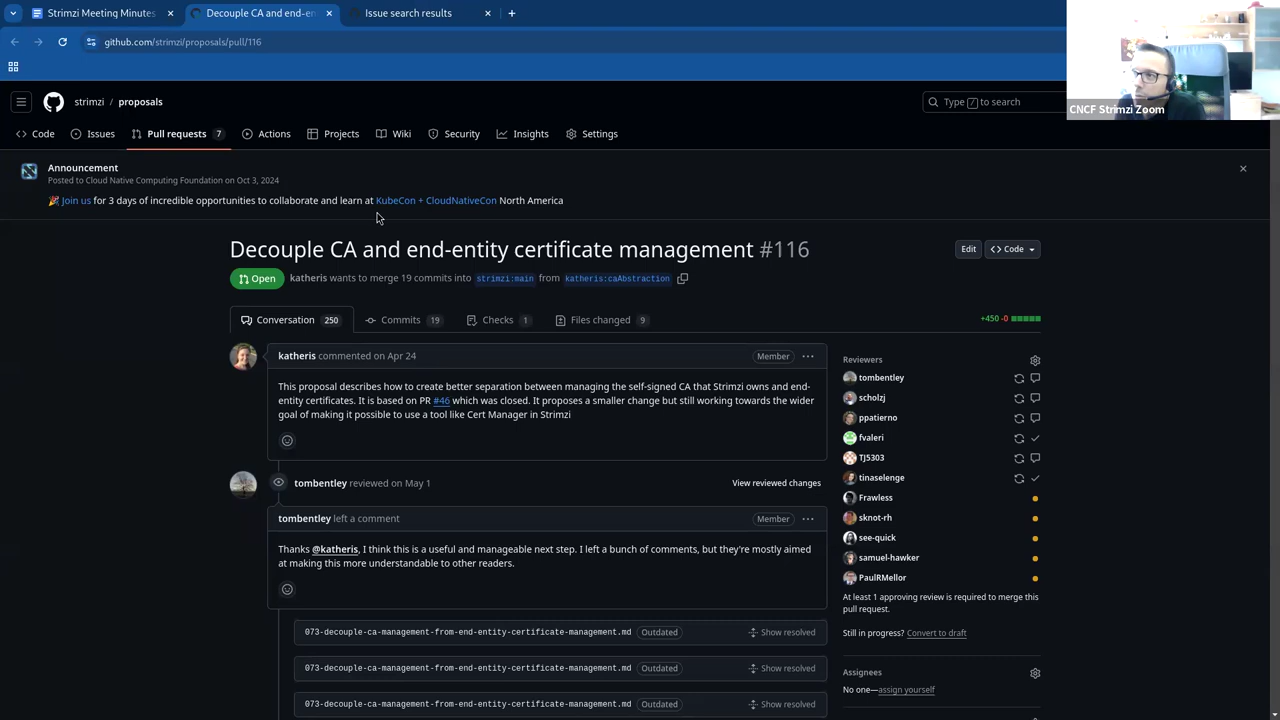 Strimzi Meeting Minutes
Decouple CA and end-en
Issue search results
github.com/strimzi/proposals/pull/116
CNCF Strimzi Zoom
strimzi / proposals
Type / to search
Code
Issues
Pull requests 7
Actions
Projects
Wiki
Security
Insights
Settings
Announcement
Posted to Cloud Native Computing Foundation on Oct 3, 2024
🎉 Join us for 3 days of incredible opportunities to collaborate and learn at KubeCon + CloudNativeCon North America
Decouple CA and end-entity certificate management #116
Edit
Code
Open
katheris wants to merge 19 commits into strimzi:main from katheris:caAbstraction
Conversation 250
Commits 19
Checks 1
Files changed 9
+450 -0
katheris commented on Apr 24
Member
This proposal describes how to create better separation between managing the self-signed CA that Strimzi owns and end-
entity certificates. It is based on PR #46 which was closed. It proposes a smaller change but still working towards the wider
goal of making it possible to use a tool like Cert Manager in Strimzi
tombentley reviewed on May 1
View reviewed changes
tombentley left a comment
Member
Thanks @katheris, I think this is a useful and manageable next step. I left a bunch of comments, but they're mostly aimed
at making this more understandable to other readers.
073-decouple-ca-management-from-end-entity-certificate-management.md Outdated
Show resolved
073-decouple-ca-management-from-end-entity-certificate-management.md Outdated
Show resolved
073-decouple-ca-management-from-end-entity-certificate-management.md Outdated
Show resolved
Reviewers
tombentley
scholzj
ppatierno
fvaleri
TJ5303
tinaselenge
Frawless
sknot-rh
see-quick
samuel-hawker
PaulRMellor
At least 1 approving review is required to merge this
pull request.
Still in progress? Convert to draft
Assignees
No one—assign yourself